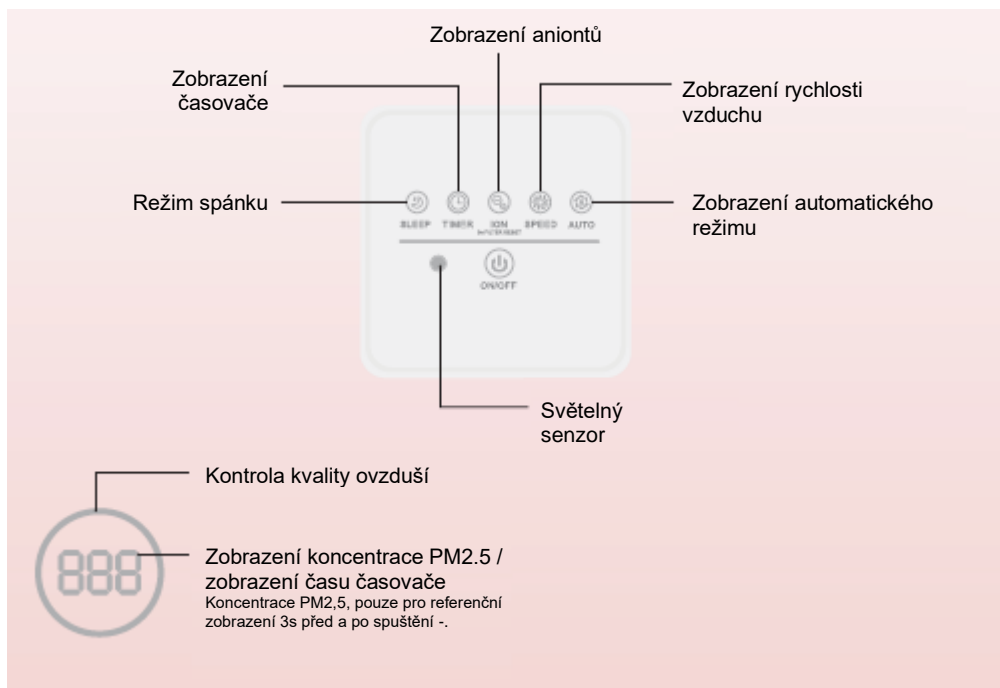 Zobrazení aniontů
Zobrazení
časovače
Zobrazení rychlosti
vzduchu
Režim spánku
Zobrazení automatického
režimu
SLEEP TIMER ION SPEED AUTO
ON/OFF
Světelný
senzor
Kontrola kvality ovzduší
888
Zobrazení koncentrace PM2.5 /
zobrazení času časovače
Koncentrace PM2,5, pouze pro referenční
zobrazení 3s před a po spuštění -.